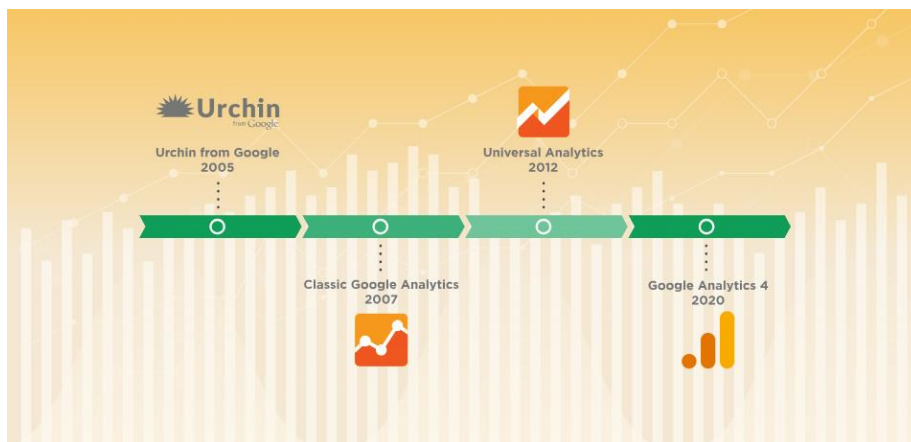 Urchin
from Google
Urchin from Google
2005
Classic Google Analytics
2007
Universal Analytics
2012
Google Analytics 4
2020